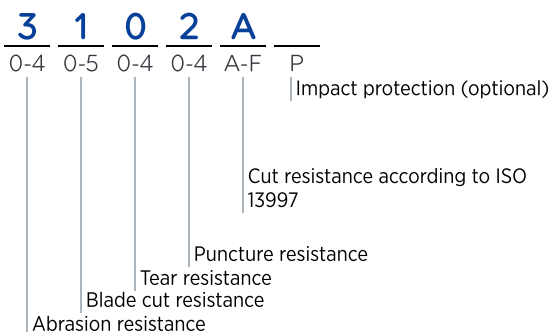 3 1 0 2 A
0-4 0-5 0-4 0-4 A-F P
Impact protection (optional)
Cut resistance according to ISO
13997
Puncture resistance
Tear resistance
Blade cut resistance
Abrasion resistance